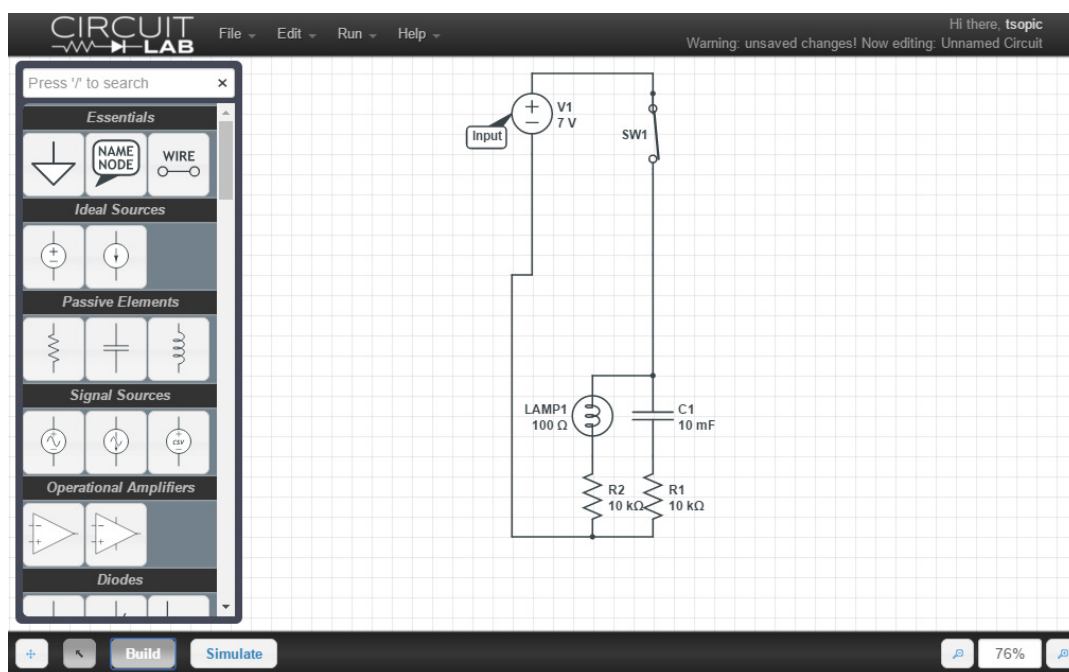 CIRCUIT
LAB
File Edit Run Help
Hi there, tsopic
Warning: unsaved changes! Now editing: Unnamed Circuit
Press '/' to search ×
Essentials
NAME
NODE
WIRE
Ideal Sources
Passive Elements
Signal Sources
csv
Operational Amplifiers
Diodes
Input
V1
7 V
SW1
LAMP1
100 Ω
C1
10 mF
R2
10 kΩ
R1
10 kΩ
Build
Simulate
76%